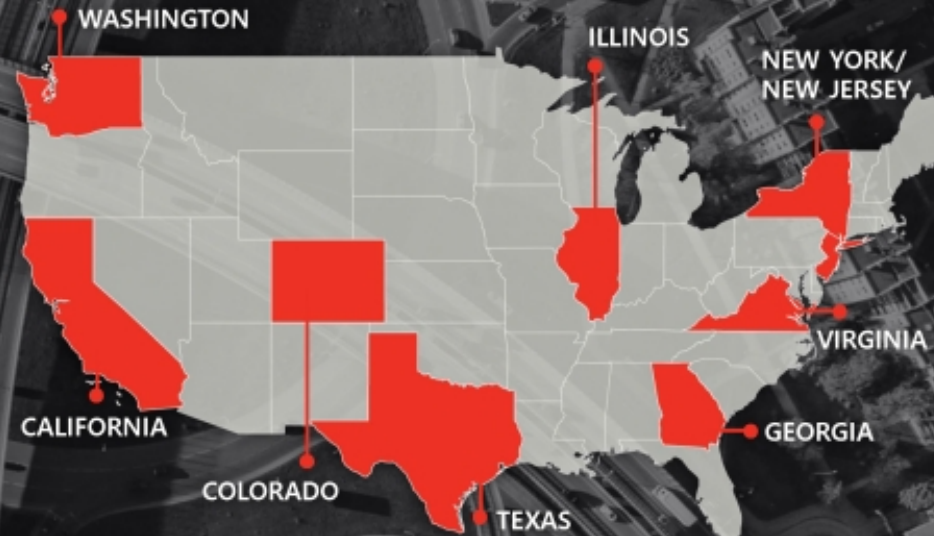 WASHINGTON
ILLINOIS
NEW YORK/
NEW JERSEY
VIRGINIA
CALIFORNIA
GEORGIA
COLORADO
TEXAS